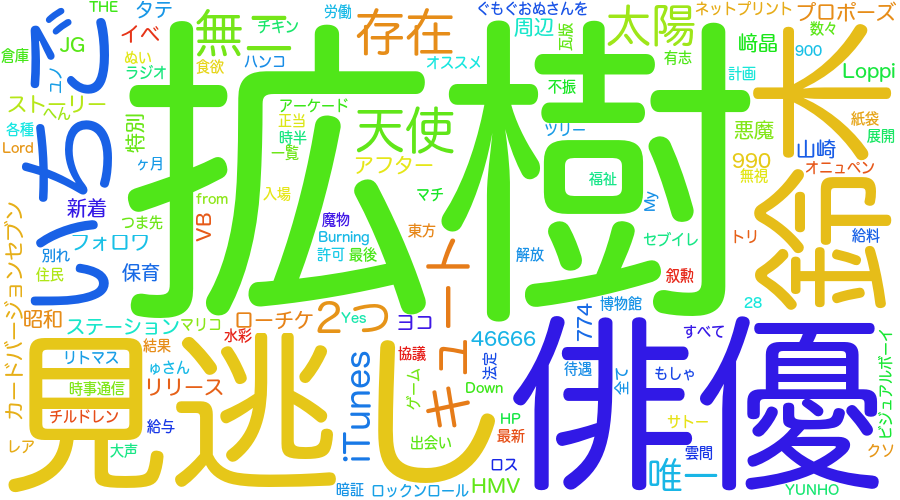 THE
タテ
労働
ぐもぐおぬさんを
ネットプリント
プロポーズ
JG
イベ
無二
チキン
存在
周辺
瓦版
太陽
崎晶
数々
倉庫
ユノ
ぬい
ラジオ
食欲
ハンコ
オススメ
有志
900
いちご
拡樹
鈴木
Loppi
計画
ストーリー
へん
アーケード
不振
紙袋
各種
特別
正当
時半
天使
ツリー
悪魔
展開
Lord
一覧
アフター
990
山崎
ヶ月
オニュペン
無視
新着
from
入場
マチ
福祉
My
つま先
VB
魔物
東方
セブイレ
トリ
給料
フォロワ
Burning
カードバージョンセブン
別れ
許可
最後
解放
住民
保育
叙勲
キュート
博物館
28
昭和
ステーション
マリコ
ローチケ
2つ
Yes
ヨコ
774
水彩
46666
すべて
見逃し
俳優
リトマス
結果
ゅさん
iTunes
協議
法定
待遇
全て
もしゃ
ビジュアルボーイ
時事通信
リリース
ゲーム
Down
チルドレン
給与
HP
サトー
レア
大声
出会い
最新
雲間
クソ
ロス
唯一
暗証
ロックンロール
HMV
YUNHO